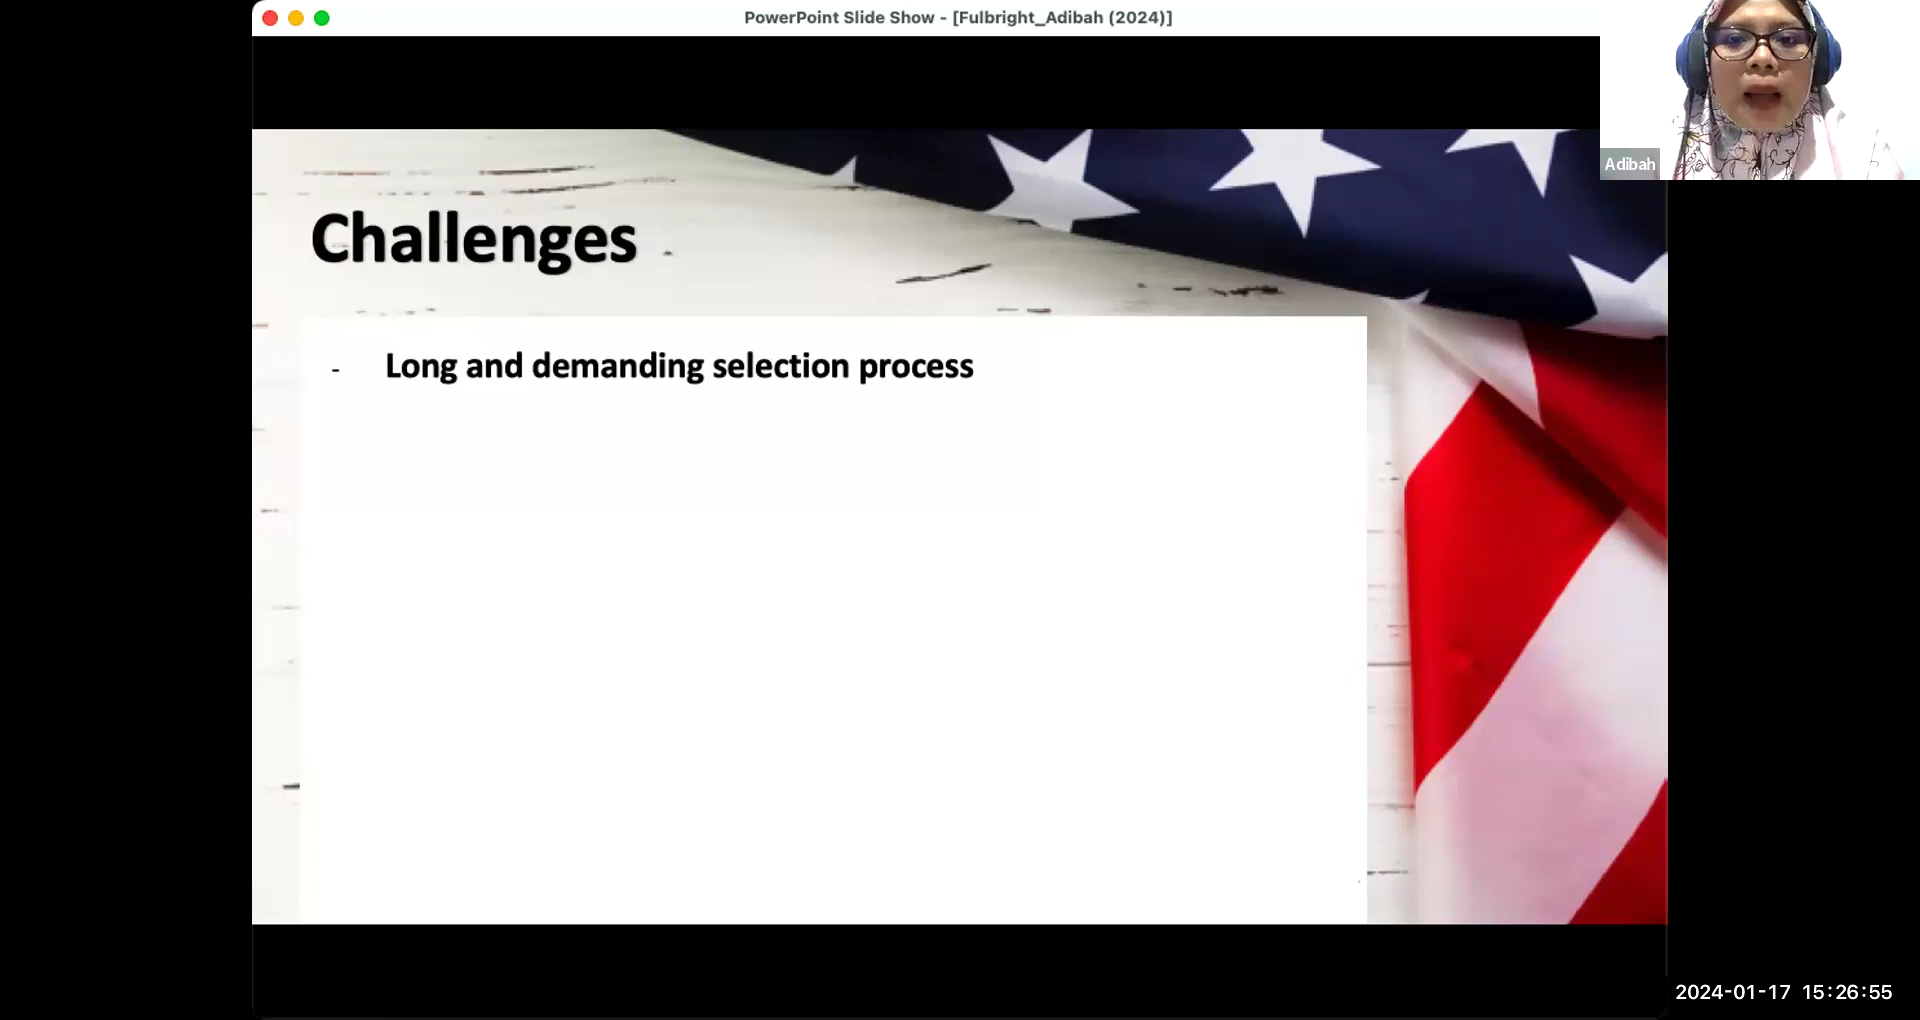 PowerPoint Slide Show - [Fulbright_Adibah (2024)]
Adibah
Challenges
- Long and demanding selection process
2024-01-17 15:26:55